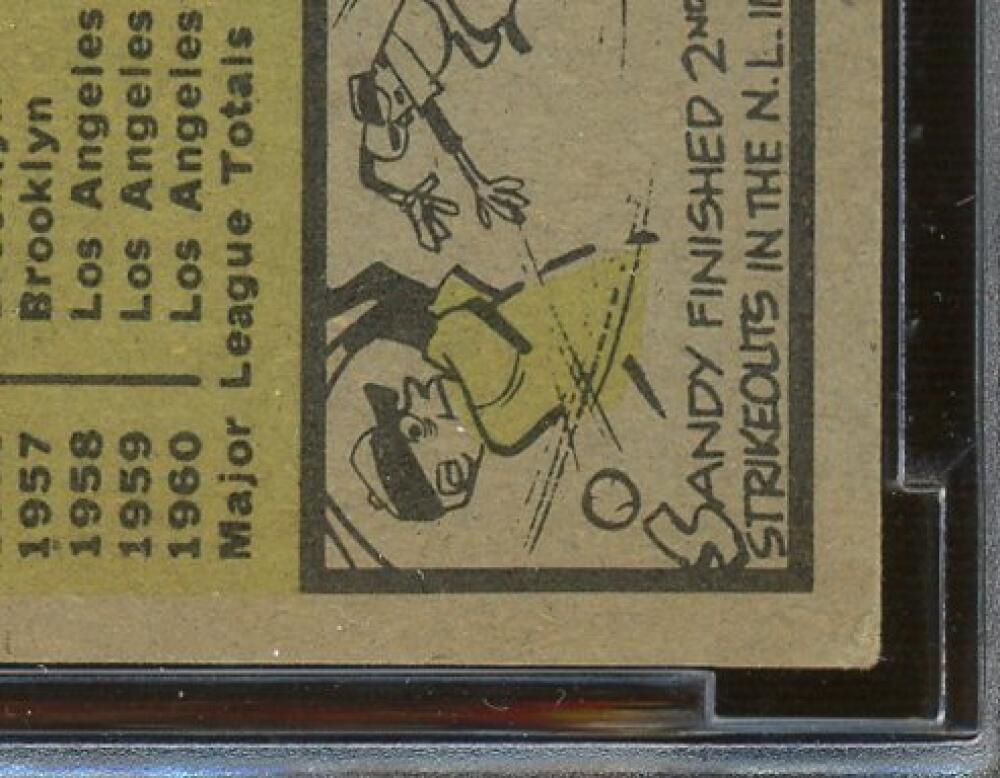 Brooklyn
Los Angeles
Los Angeles
Los Angeles
1957
1958
1959
1960
Major League Totals
SANDY FINISHED 2ND
STRIKEOUTS IN THE N.L.